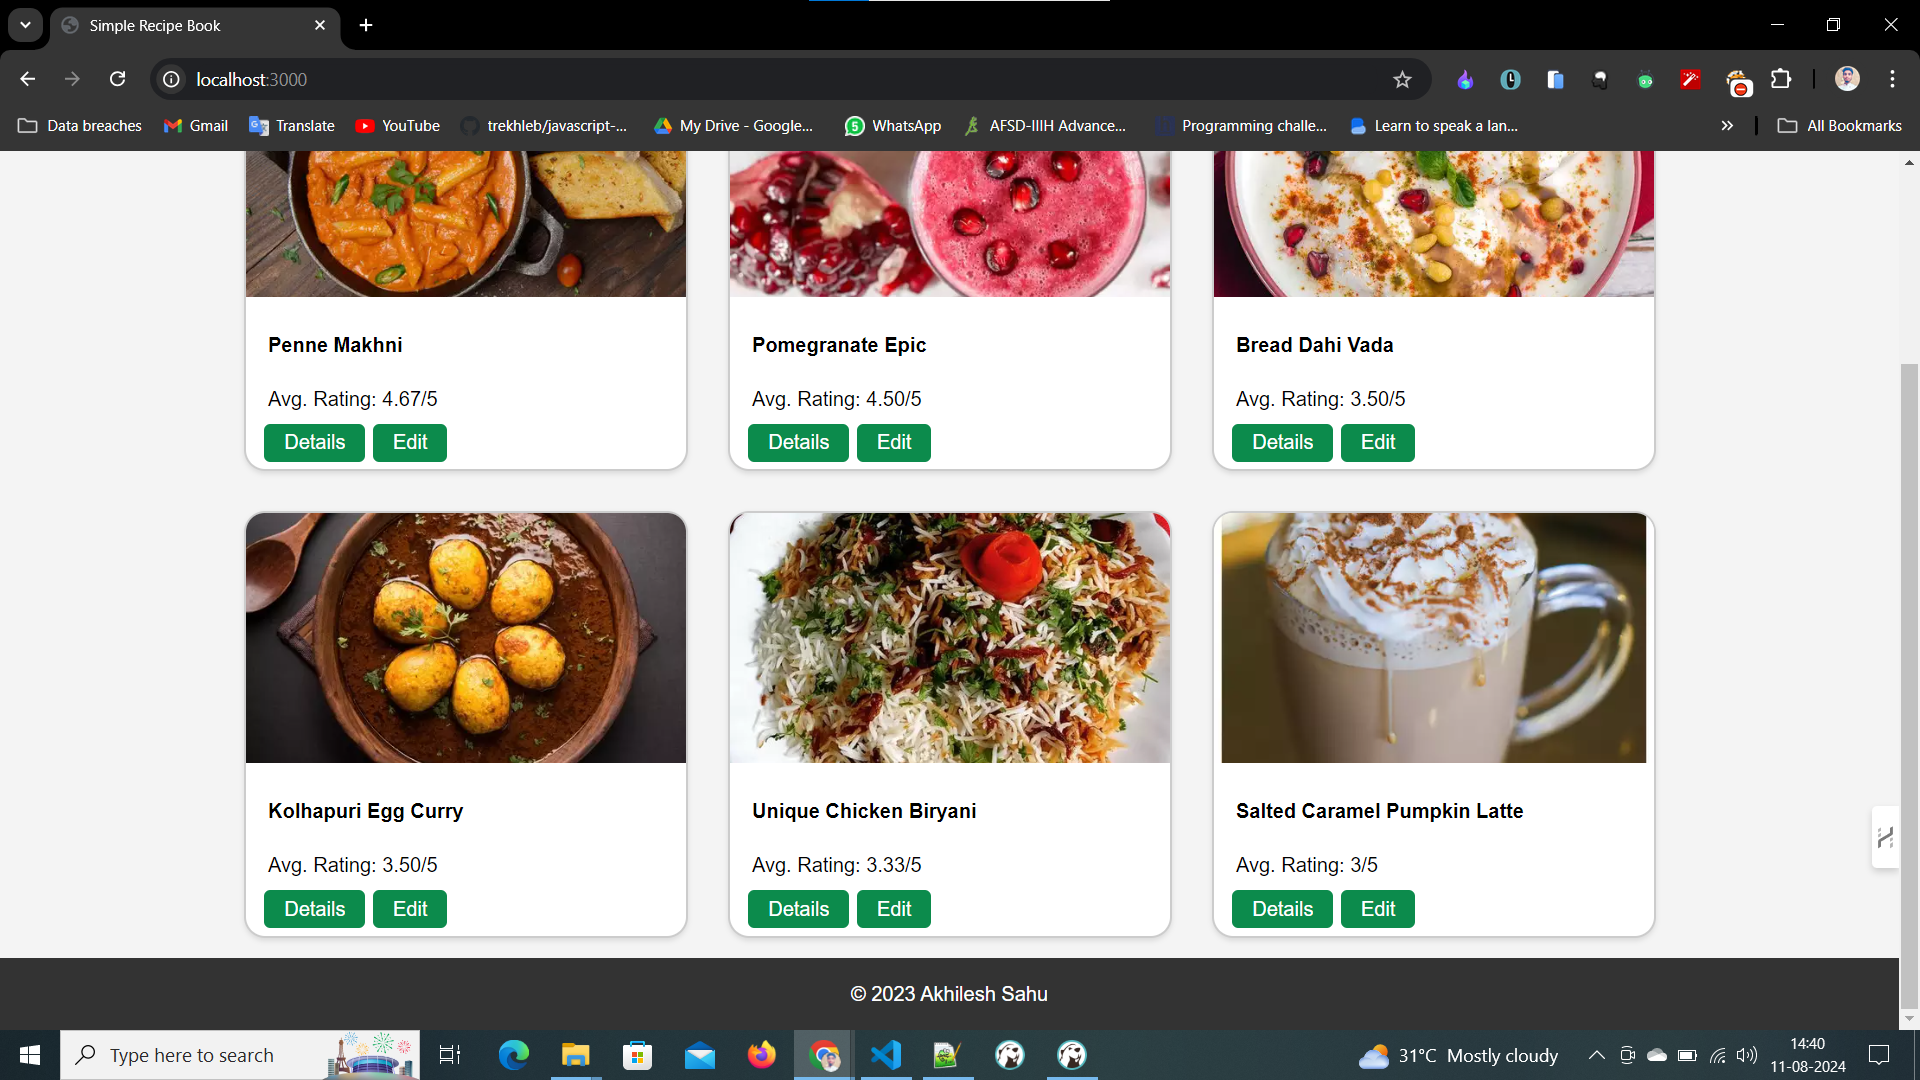 Simple Recipe Book
localhost:3000
Data breaches
Gmail
Translate
YouTube
trekhleb/javascript-...
My Drive - Google...
5
WhatsApp
AFSD-IIIH Advance...
Programming challe...
Learn to speak a lan...
All Bookmarks
Penne Makhni
Pomegranate Epic
Bread Dahi Vada
Avg. Rating: 4.67/5
Avg. Rating: 4.50/5
Avg. Rating: 3.50/5
Details Edit
Details Edit
Details Edit
Kolhapuri Egg Curry
Unique Chicken Biryani
Salted Caramel Pumpkin Latte
Avg. Rating: 3.50/5
Avg. Rating: 3.33/5
Avg. Rating: 3/5
Details Edit
Details Edit
Details Edit
© 2023 Akhilesh Sahu
Type here to search
31°C Mostly cloudy
14:40
11-08-2024